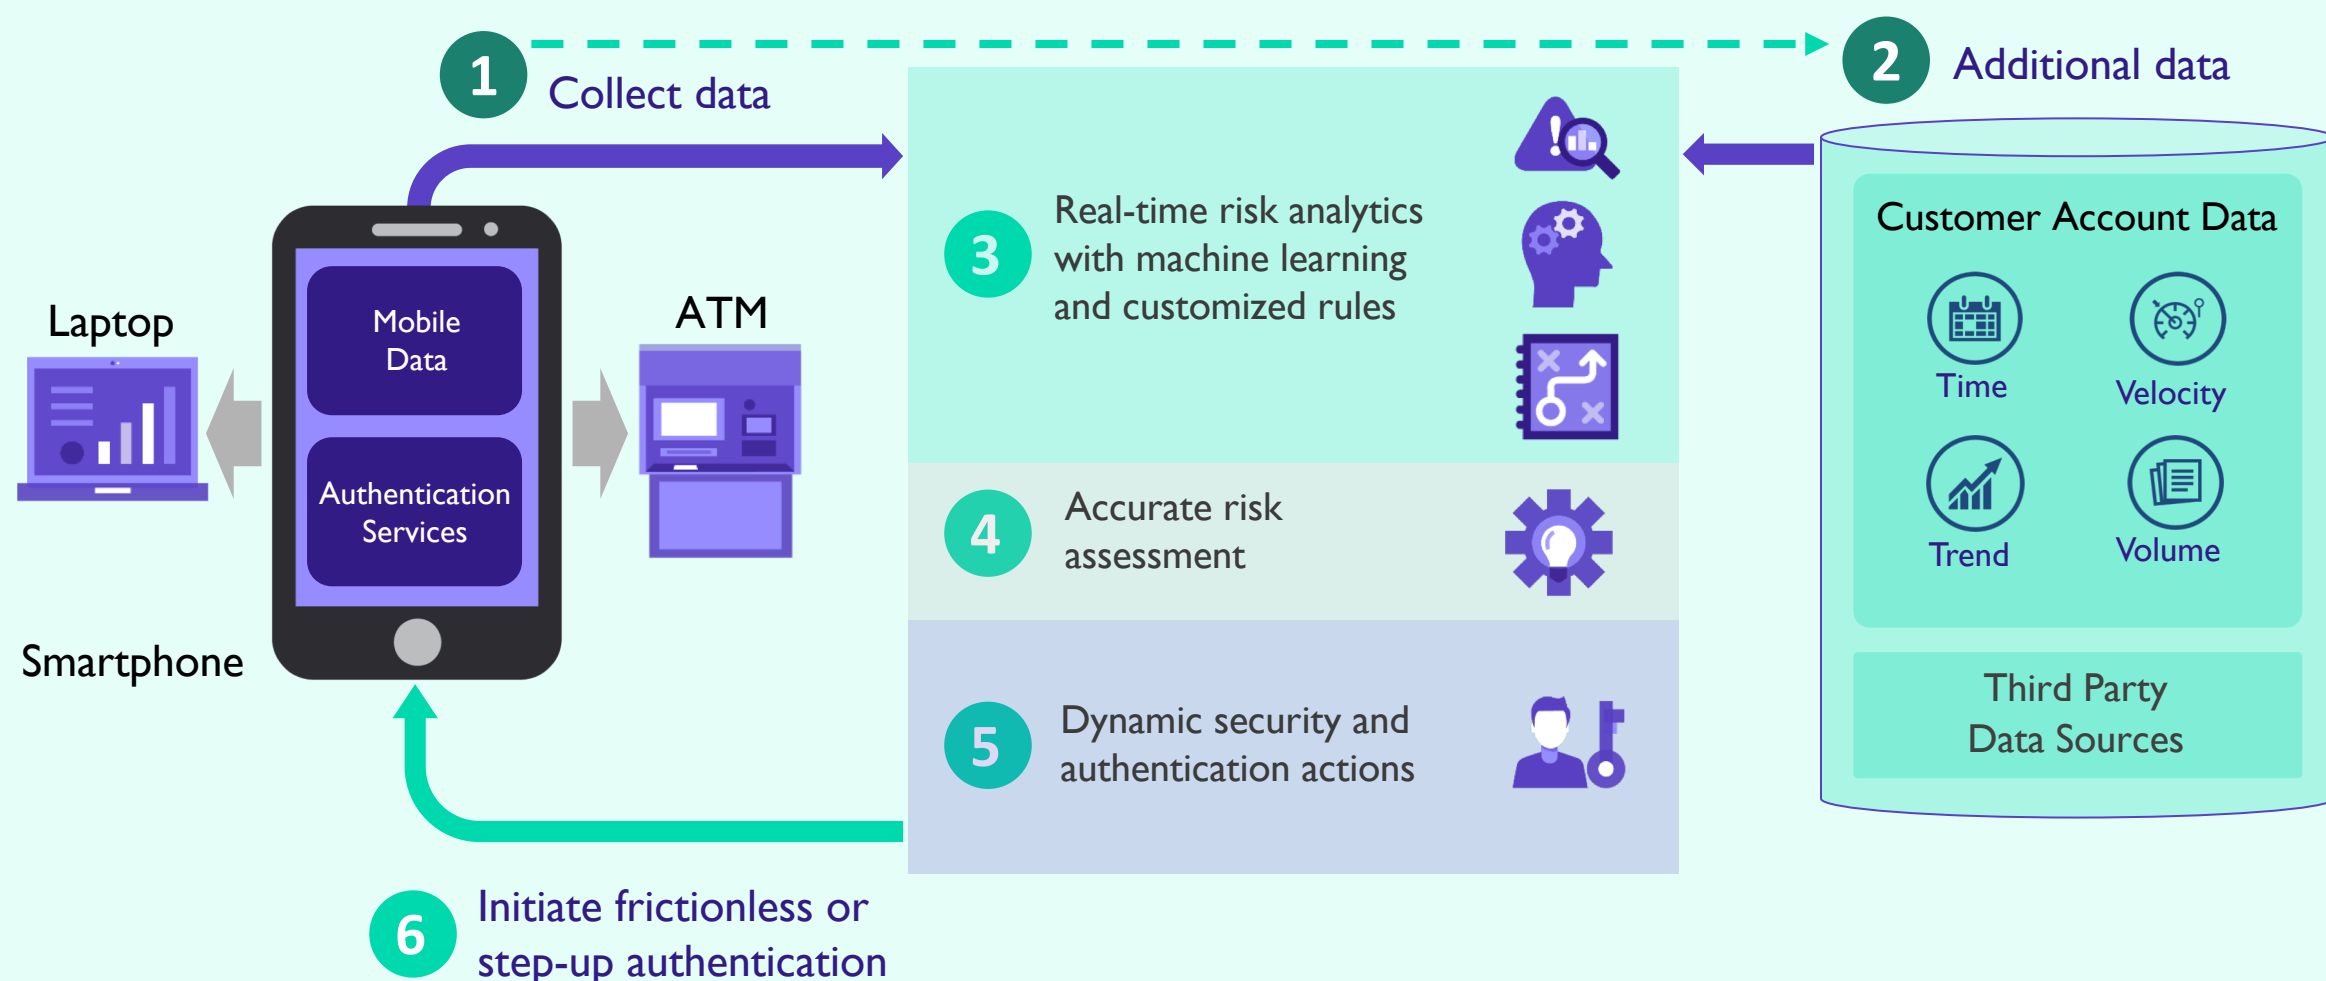 1
Collect data
2
Additional data
Laptop
Mobile
Data
Authentication
Services
ATM
Smartphone
3
Real-time risk analytics
with machine learning
and customized rules
4
Accurate risk
assessment
5
Dynamic security and
authentication actions
Customer Account Data
Time
Velocity
Trend
Volume
Third Party
Data Sources
6
Initiate frictionless or
step-up authentication